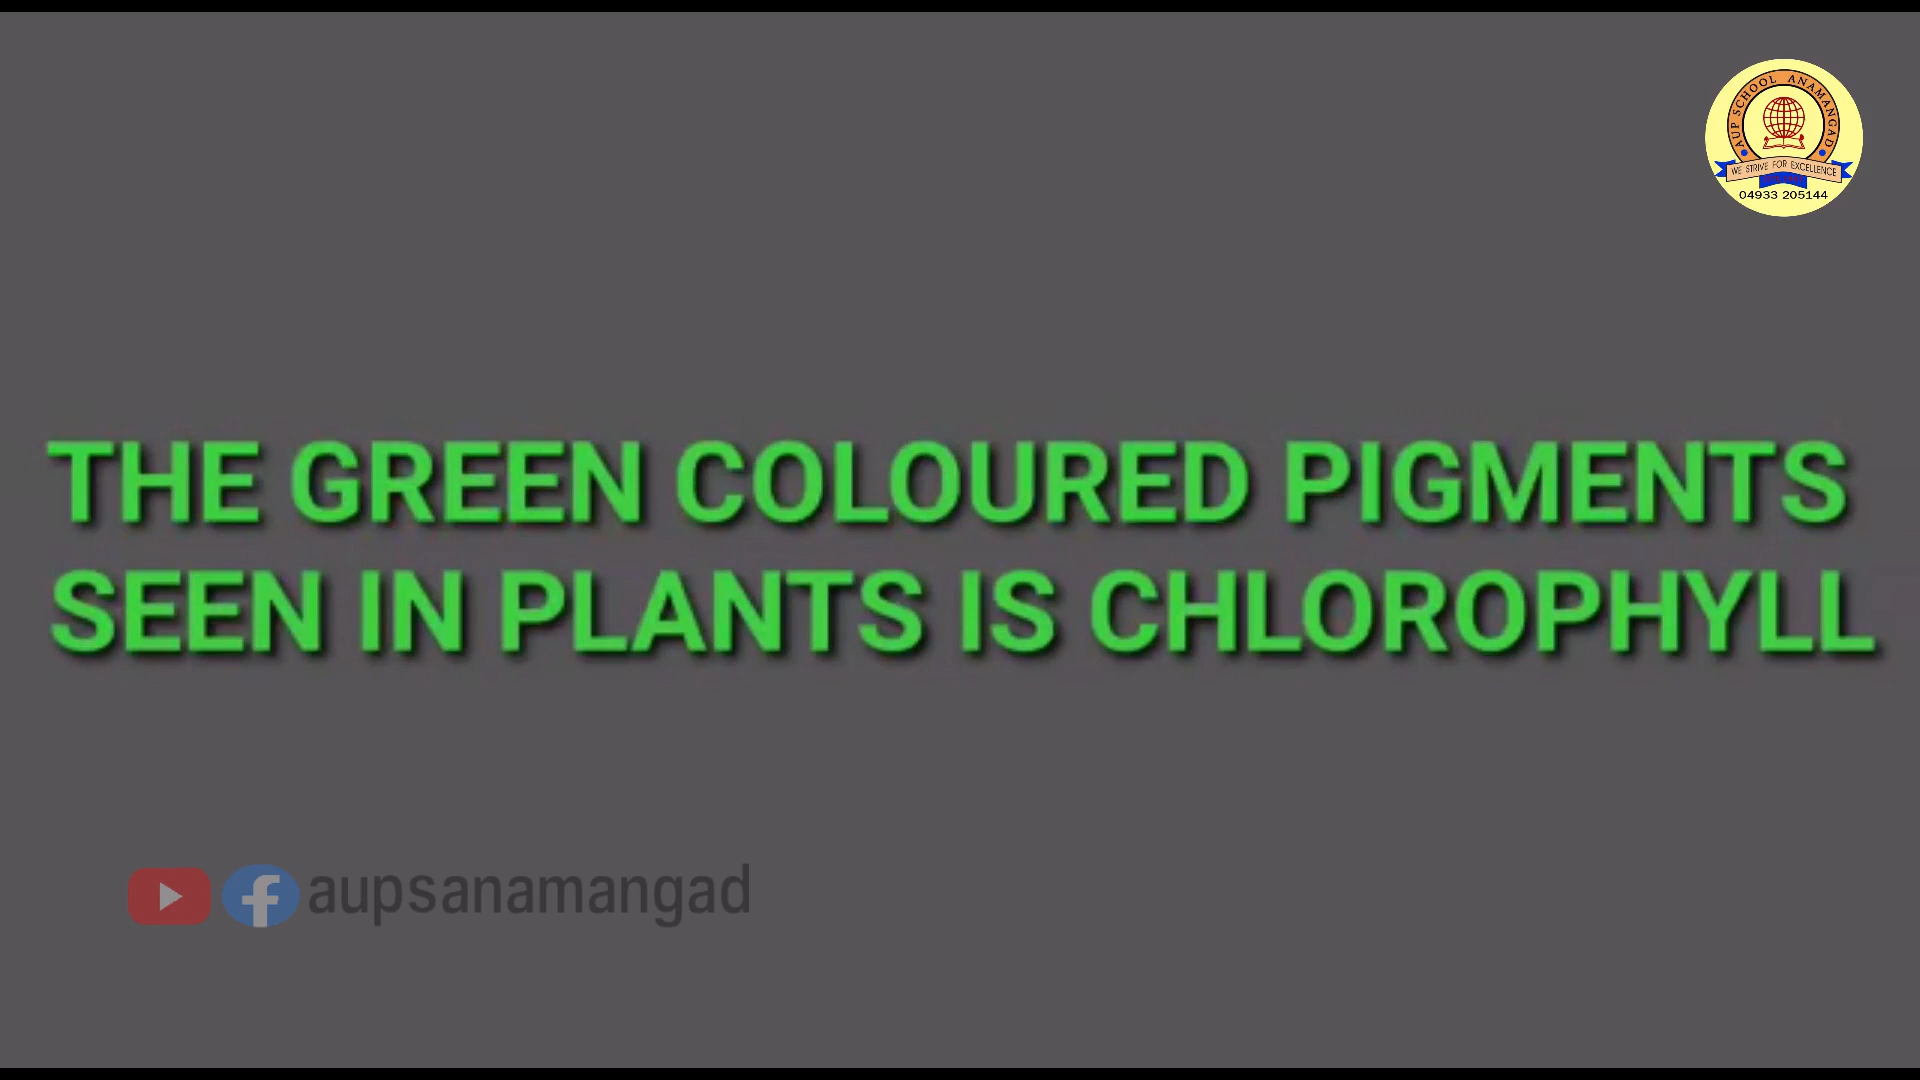 AUP SCHOOL ANAMANGAD
WE STRIVE FOR EXCELLENCE
04933 205144
THE GREEN COLOURED PIGMENTS
SEEN IN PLANTS IS CHLOROPHYLL
aupsanamangad